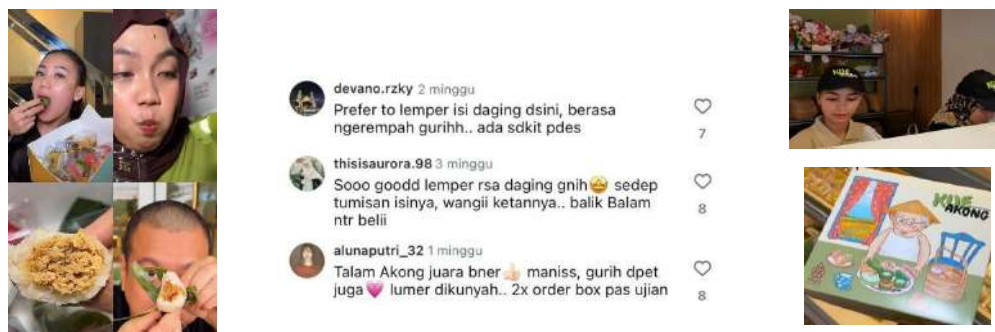 devano.rzky 2 minggu
Prefer to lemper isi daging dsini, berasa
ngerempah gurihh.. ada sdkit pdes
7
thisisaurora.98 3 minggu
Sooo goodd lemper rsa daging gnih🤩 sedep
tumisan isinya, wangii ketannya.. balik Balam
ntr belii
8
alunaputri_32 1 minggu
Talam Akong juara bner👍🏻 maniss, gurih dpet
juga💗 lumer dikunyah.. 2x order box pas ujian
8
KUE
KUE
AKONG